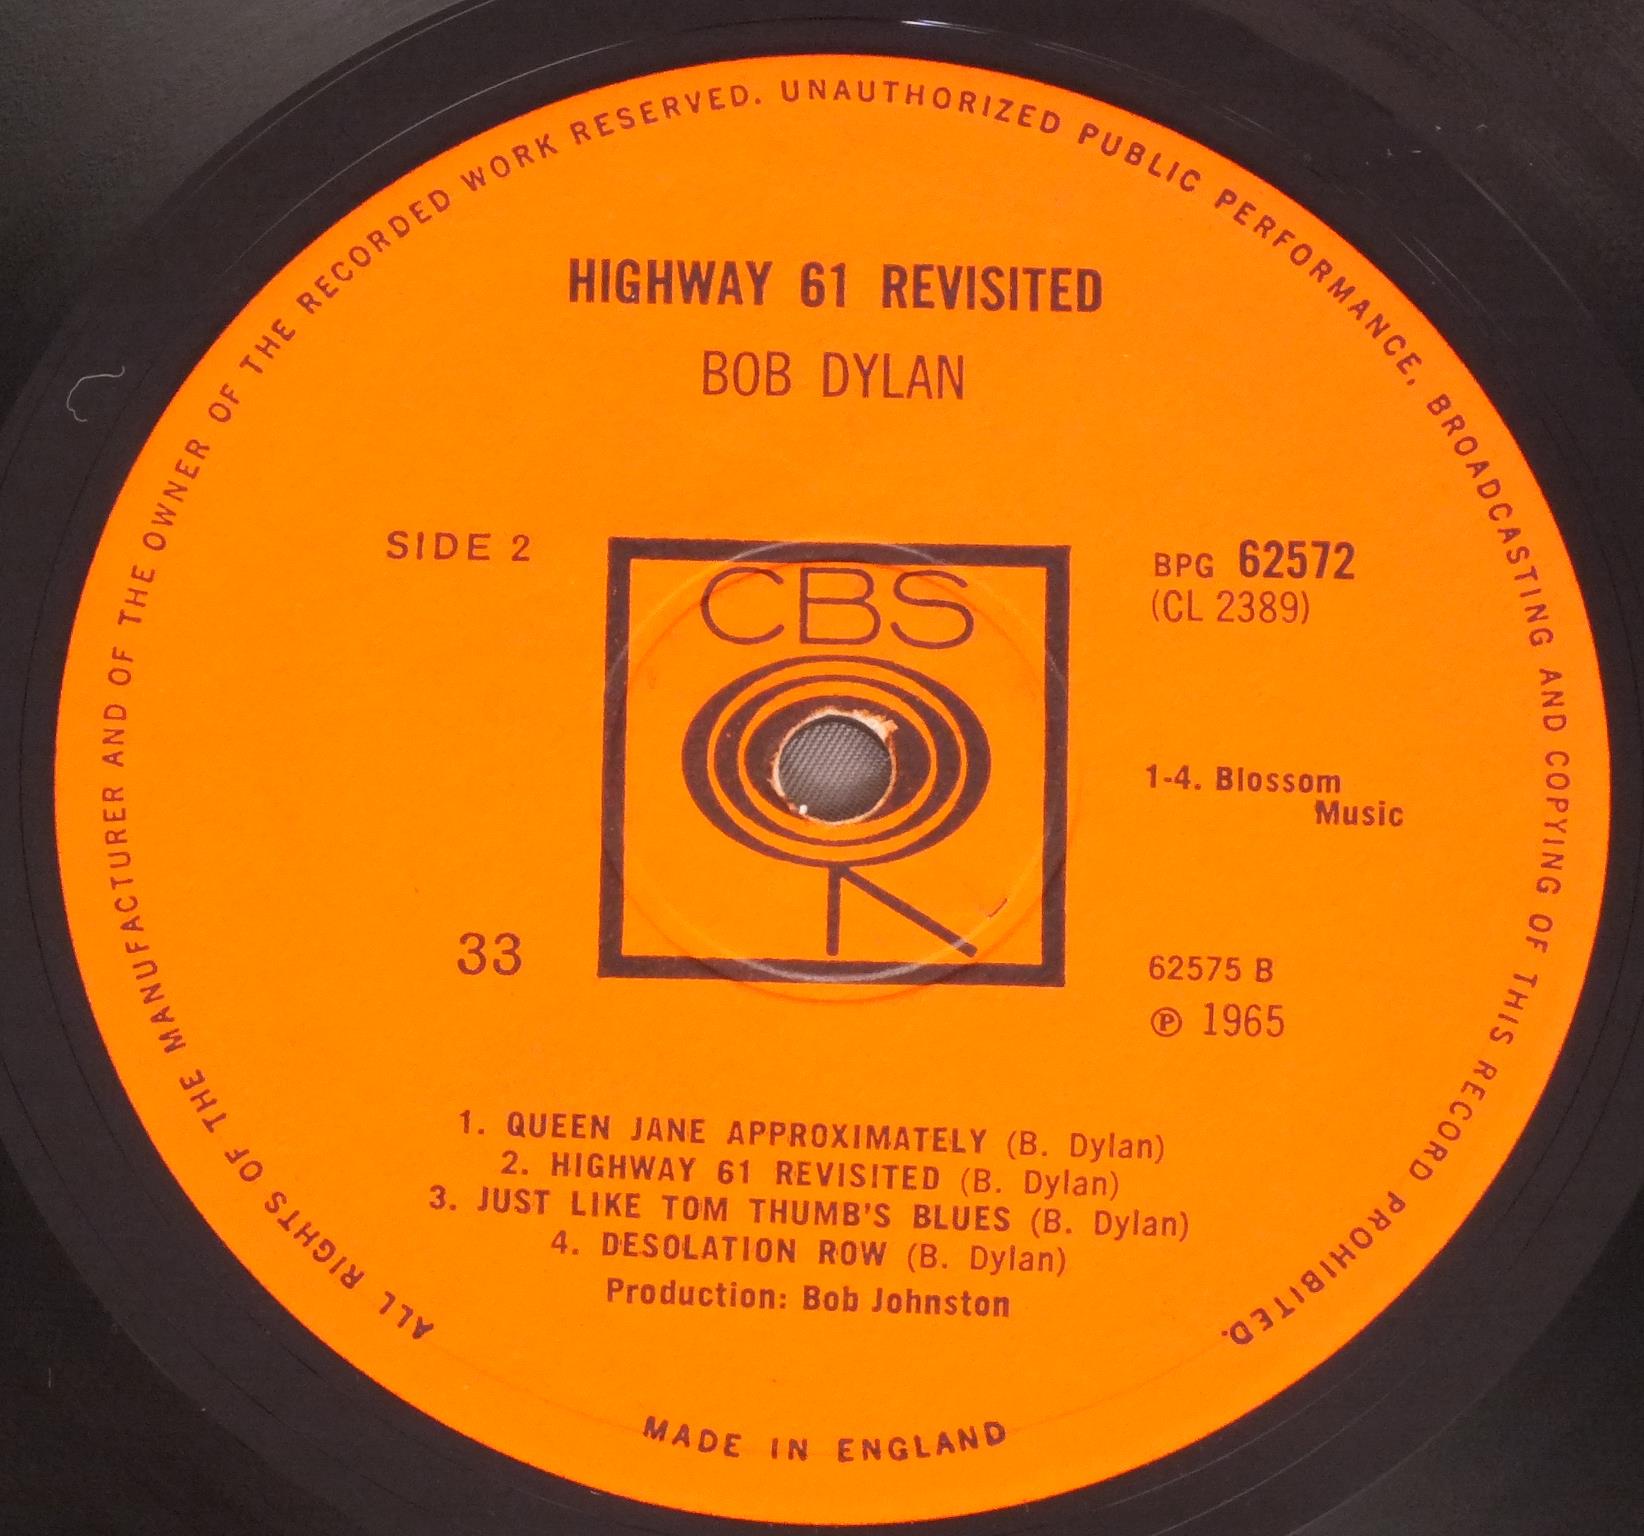 ALL RIGHTS OF THE MANUFACTURER AND OF THE OWNER OF THE RECORDED WORK RESERVED. UNAUTHORIZED PUBLIC PERFORMANCE, BROADCASTING AND COPYING OF THIS RECORD PROHIBITED.
HIGHWAY 61 REVISITED
BOB DYLAN
SIDE 2
CBS
BPG 62572
(CL 2389)
1-4. Blossom
Music
33
62575 B
℗ 1965
1. QUEEN JANE APPROXIMATELY (B. Dylan)
2. HIGHWAY 61 REVISITED (B. Dylan)
3. JUST LIKE TOM THUMB'S BLUES (B. Dylan)
4. DESOLATION ROW (B. Dylan)
Production: Bob Johnston
MADE IN ENGLAND